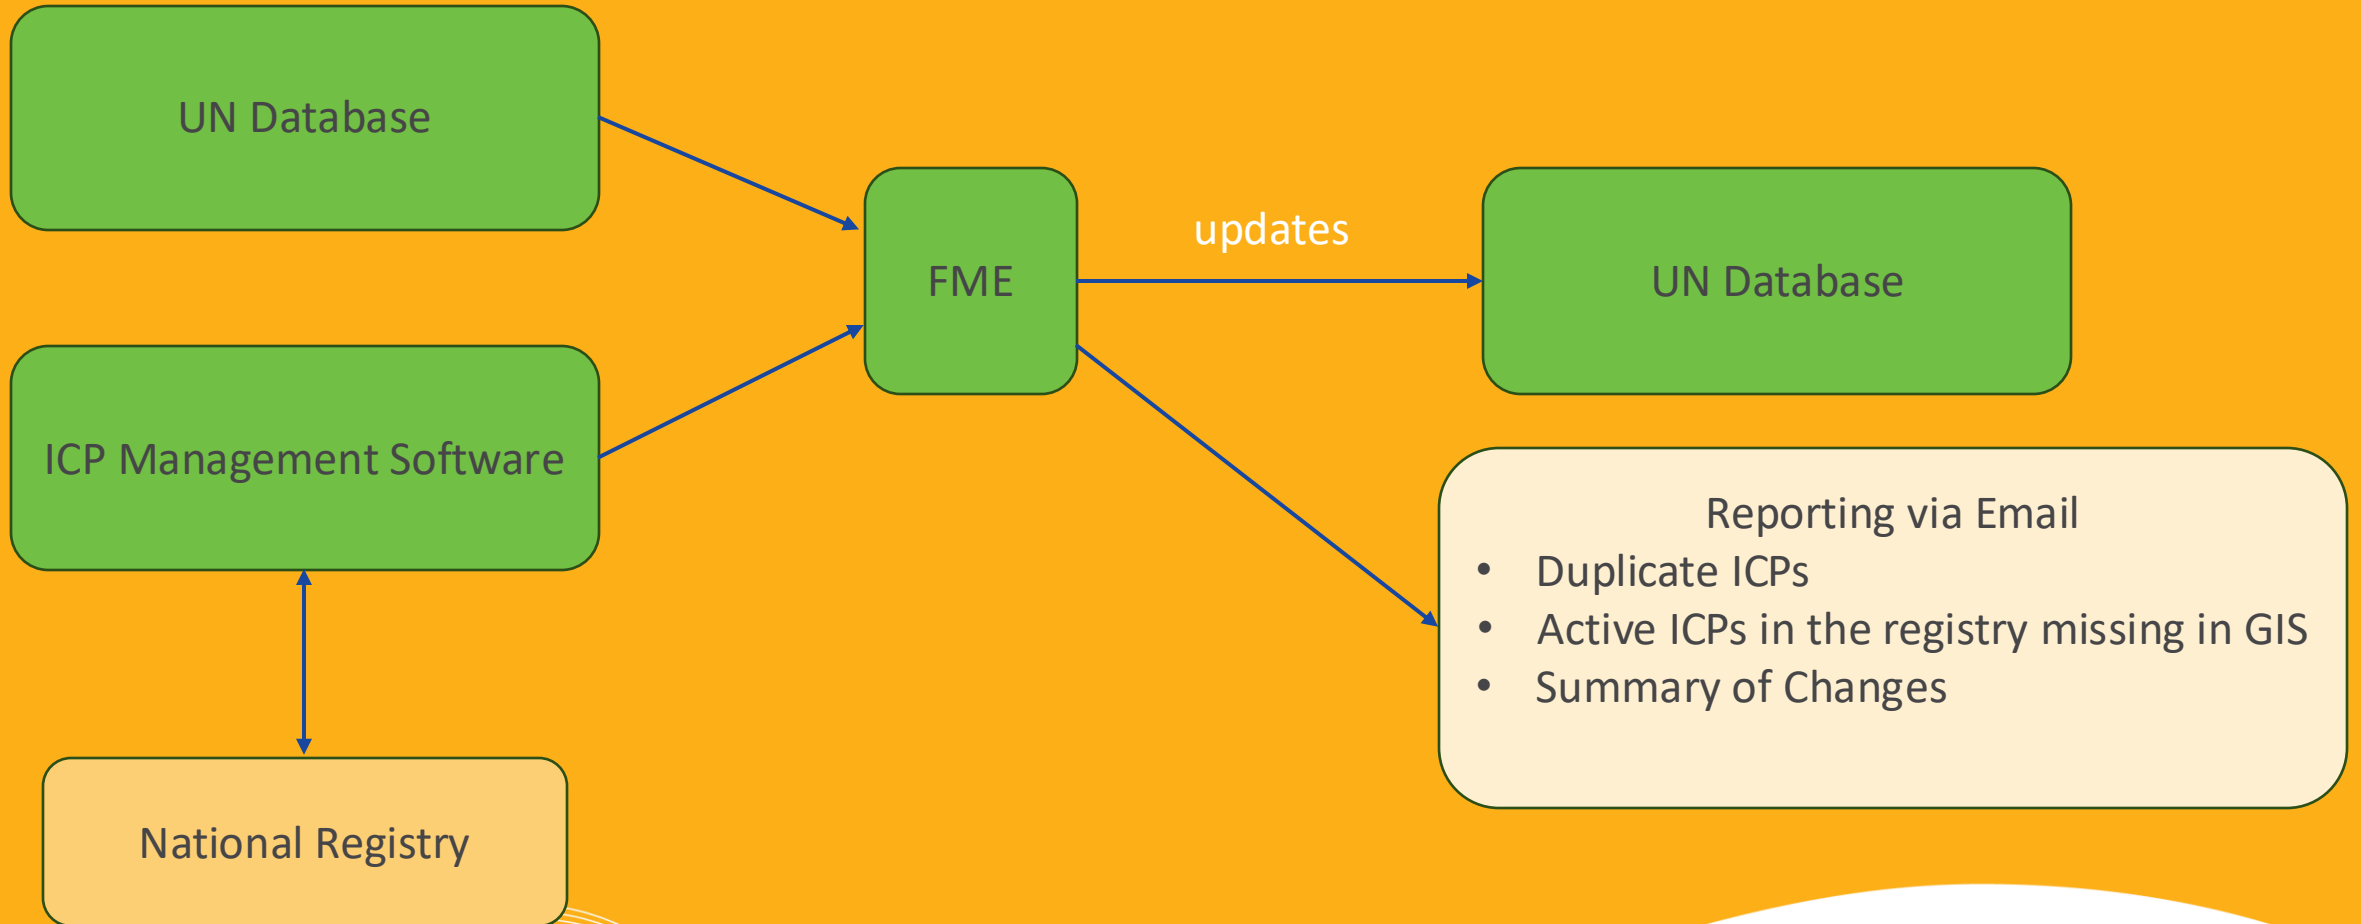 UN Database
ICP Management Software
National Registry
FME
updates
UN Database
Reporting via Email
• Duplicate ICPs
• Active ICPs in the registry missing in GIS
• Summary of Changes